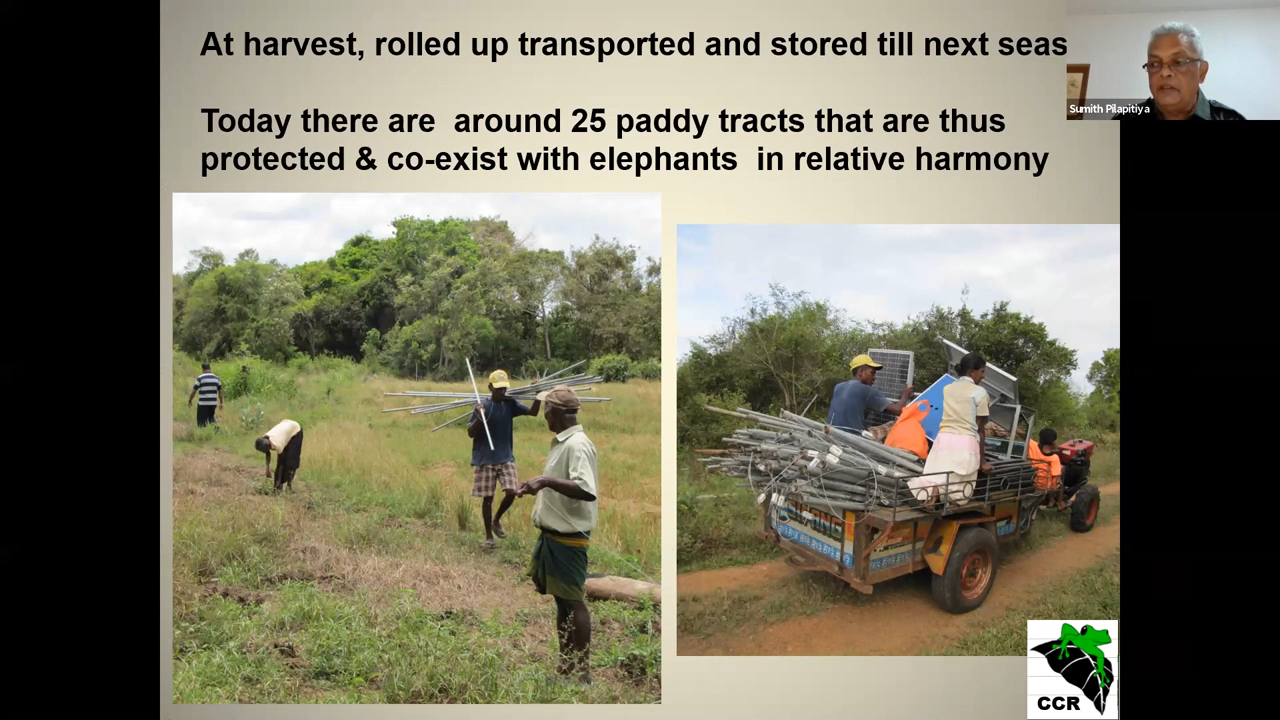 At harvest, rolled up transported and stored till next seas
Sumith Pilapitiya
Today there are around 25 paddy tracts that are thus
protected & co-exist with elephants in relative harmony
CCR